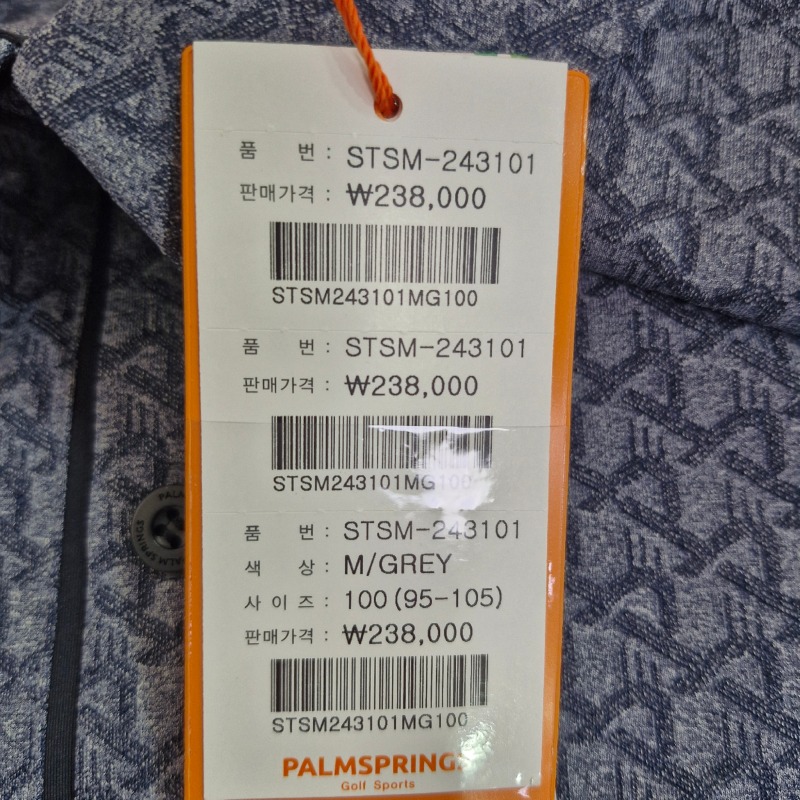 품 번 : STSM-243101
판매가격 : ₩238,000
STSM243101MG100
품 번 : STSM-243101
판매가격 : ₩238,000
STSM243101MG100
품 번 : STSM-243101
색 상 : M/GREY
사 이 즈 : 100(95-105)
판매가격 : ₩238,000
STSM243101MG100
PALMSPRINGS
Golf Sports